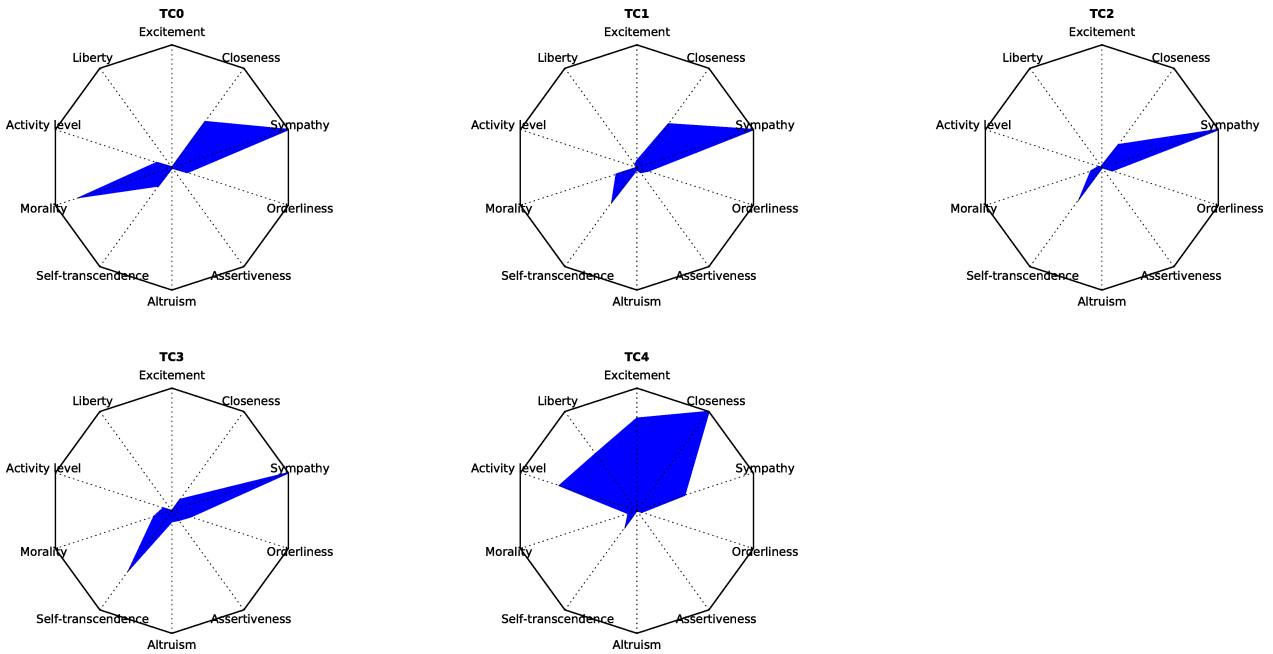 TC0
Excitement
Liberty
Closeness
Activity level
Sympathy
Morality
Orderliness
Self-transcendence
Assertiveness
Altruism
TC1
Excitement
Liberty
Closeness
Activity level
Sympathy
Morality
Orderliness
Self-transcendence
Assertiveness
Altruism
TC2
Excitement
Liberty
Closeness
Activity level
Sympathy
Morality
Orderliness
Self-transcendence
Assertiveness
Altruism
TC3
Excitement
Liberty
Closeness
Activity level
Sympathy
Morality
Orderliness
Self-transcendence
Assertiveness
Altruism
TC4
Excitement
Liberty
Closeness
Activity level
Sympathy
Morality
Orderliness
Self-transcendence
Assertiveness
Altruism